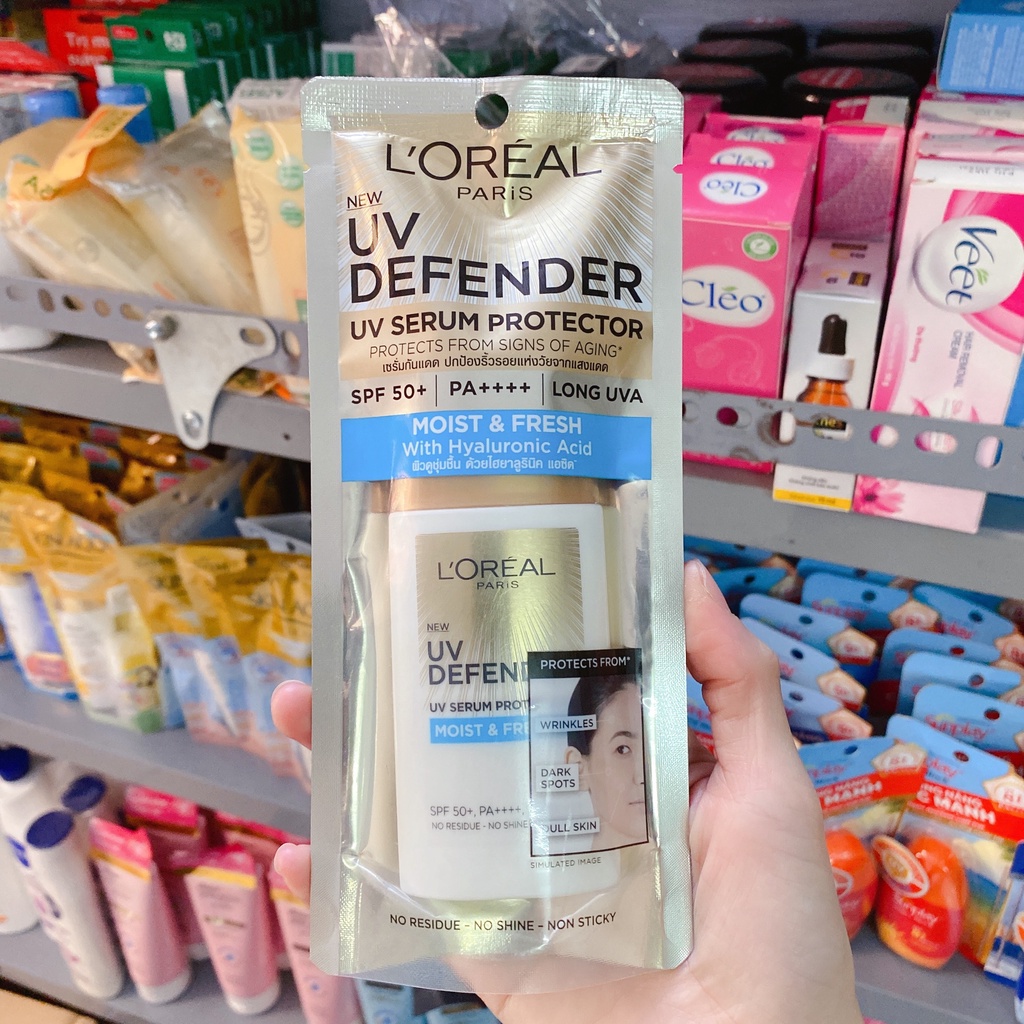 L'ORÉAL
PARIS
NEW
UV
DEFENDER
UV SERUM PROTECTOR
PROTECTS FROM SIGNS OF AGING*
เซรั่มกันแดด ปกป้องริ้วรอยแห่งวัยจากแสงแดด
SPF 50+ | PA++++ | LONG UVA
MOIST & FRESH
With Hyaluronic Acid
ผิวดูชุ่มชื้น ด้วยไฮยาลูรินิค แอซิด
L'ORÉAL
PARIS
NEW
UV
DEFEN
UV SERUM PROT
MOIST & FRE
SPF 50+, PA++++,
NO RESIDUE - NO SHINE
PROTECTS FROM*
WRINKLES
DARK
SPOTS
DULL SKIN
SIMULATED IMAGE
NO RESIDUE - NO SHINE - NON STICKY
Cléo
Cléo
Cléo
Veet
HAIR REMOVAL
CREAM